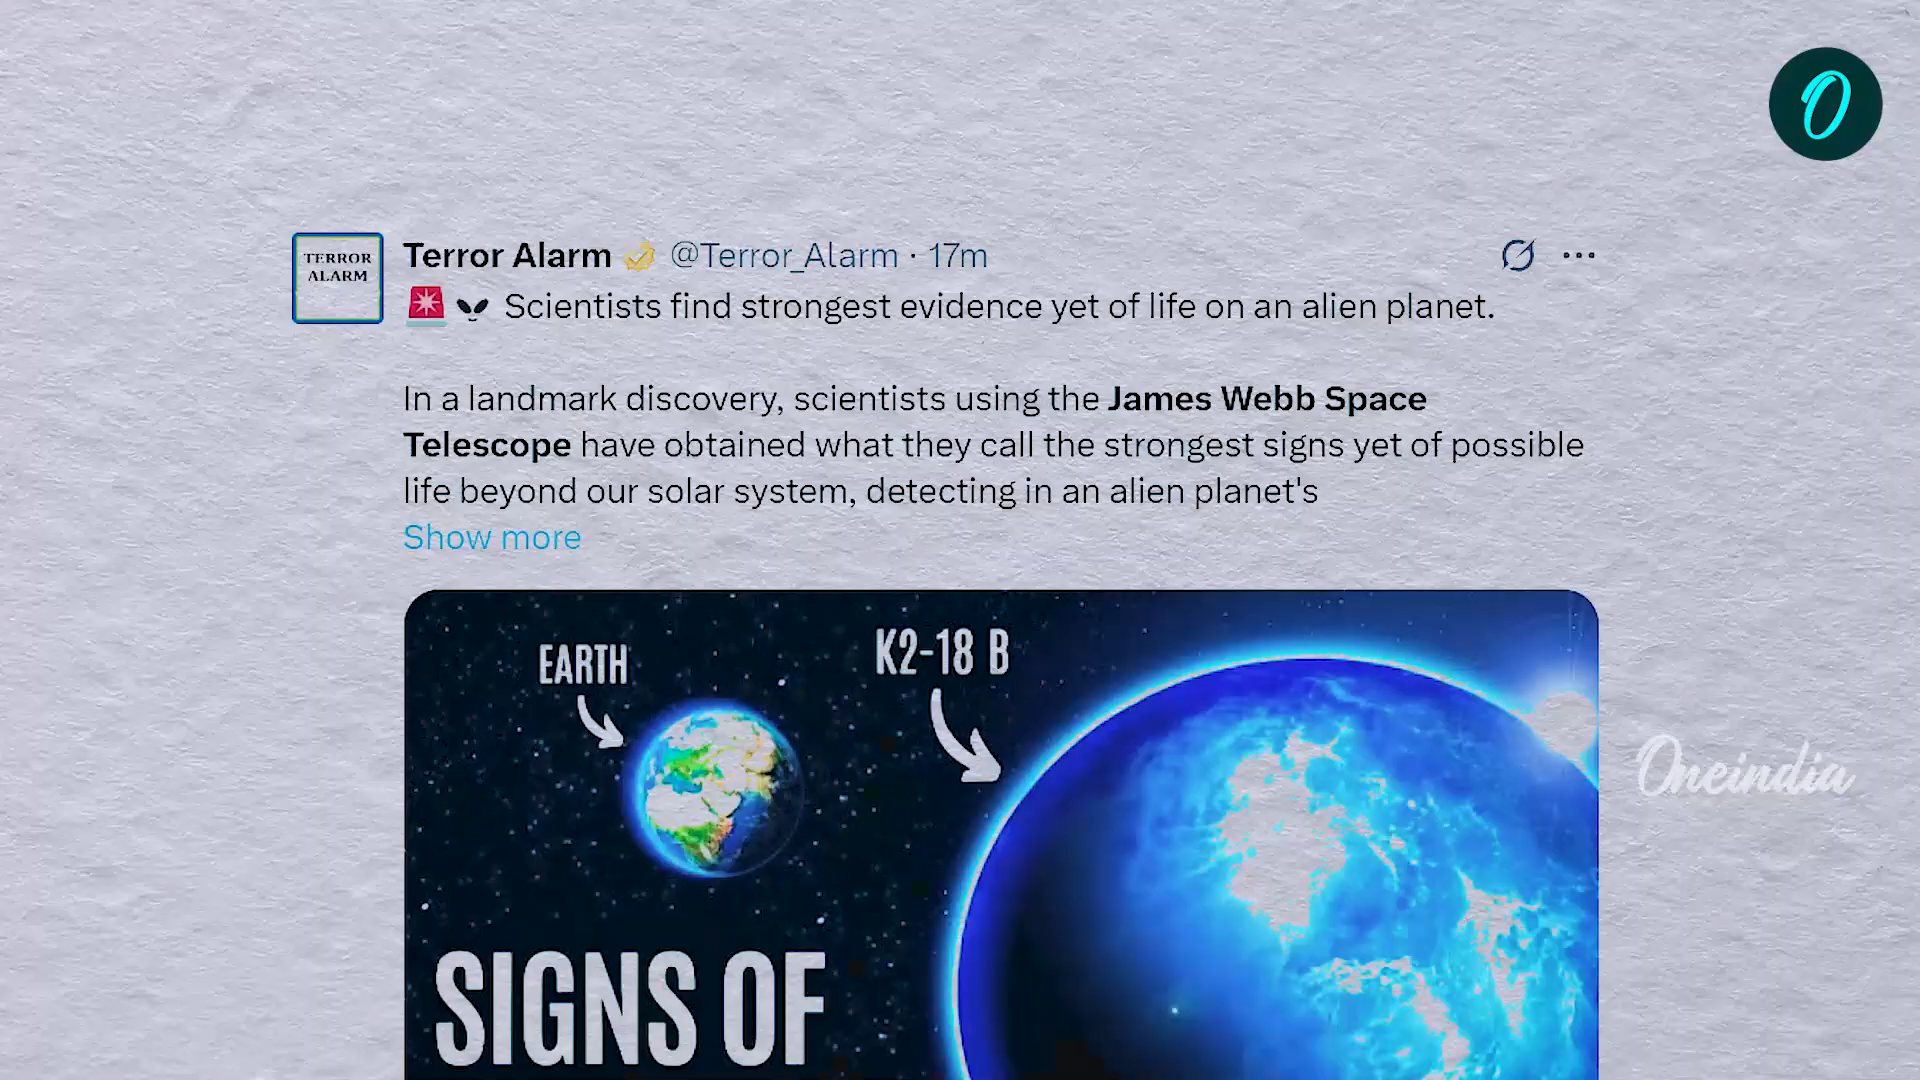 O
TERROR
ALARM
Terror Alarm @Terror_Alarm · 17m
🚨 Scientists find strongest evidence yet of life on an alien planet.
In a landmark discovery, scientists using the James Webb Space
Telescope have obtained what they call the strongest signs yet of possible
life beyond our solar system, detecting in an alien planet's
Show more
EARTH
K2-18 B
Oneindia
SIGNS OF